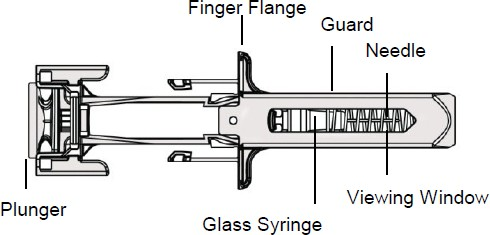 Finger Flange
Guard
Needle
Plunger
Glass Syringe
Viewing Window